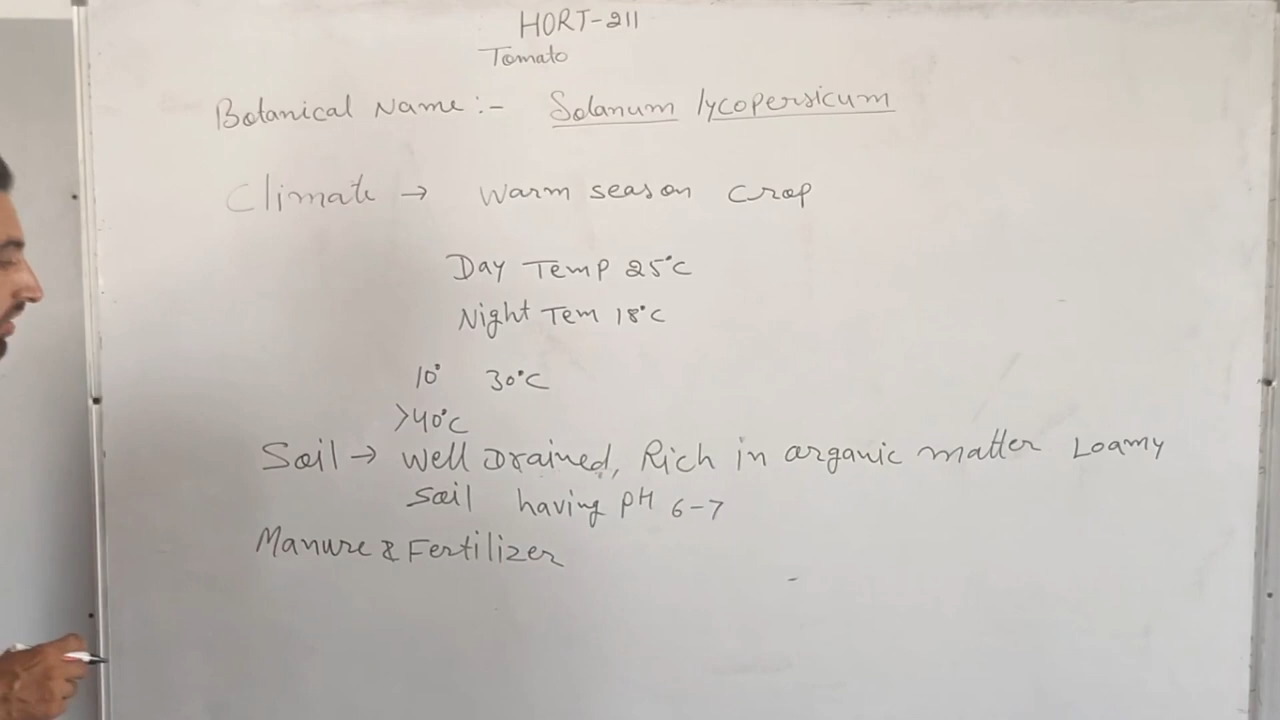 HORT-211
Tomato
Botanical Name :- Solanum lycopersicum
Climate → Warm season Crop
Day Temp 25°C
Night Tem 18°C
10° 30°C
>40°C
Soil → Well Drained, Rich in organic matter Loamy
Soil having pH 6-7
Manure & Fertilizer